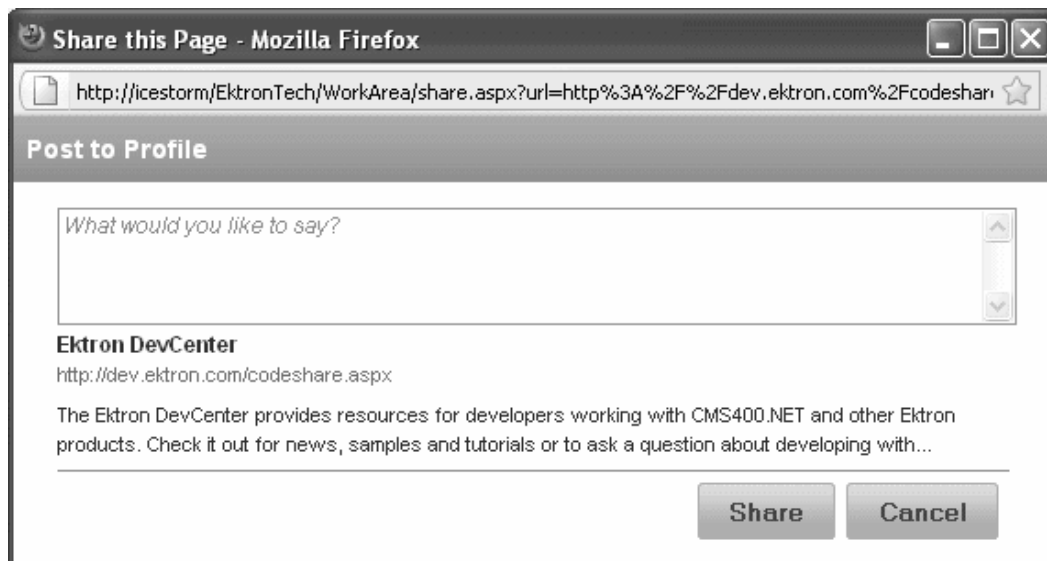 Share this Page - Mozilla Firefox
http://icestorm/EktronTech/WorkArea/share.aspx?url=http%3A%2F%2Fdev.ektron.com%2Fcodeshar
Post to Profile
What would you like to say?
Ektron DevCenter
http://dev.ektron.com/codeshare.aspx
The Ektron DevCenter provides resources for developers working with CMS400.NET and other Ektron
products. Check it out for news, samples and tutorials or to ask a question about developing with...
Share Cancel